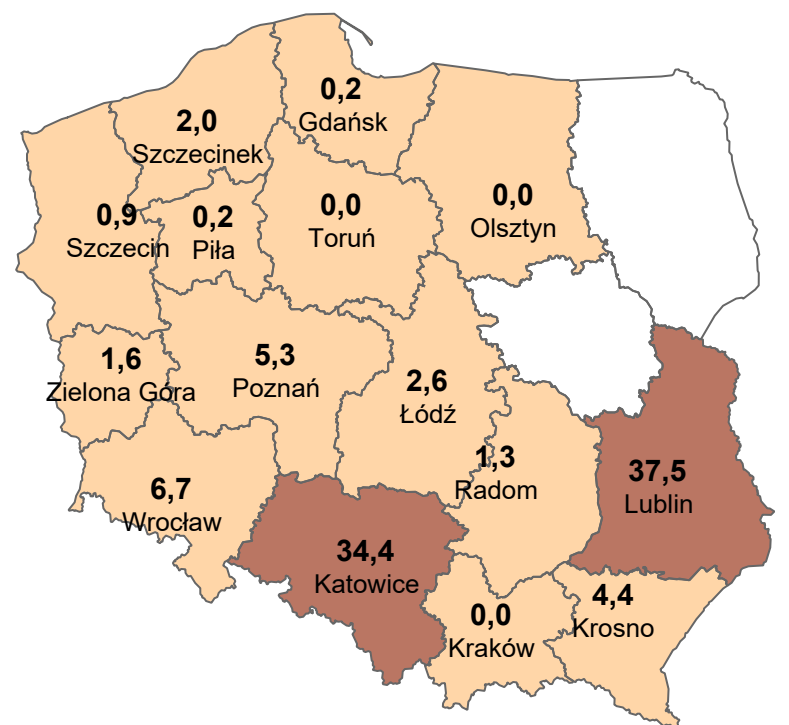 0,2
Gdańsk
2,0
Szczecinek
0,9
Szczecin
0,2
Piła
0,0
Toruń
0,0
Olsztyn
1,6
Zielona Góra
5,3
Poznań
2,6
Łódź
1,3
Radom
37,5
Lublin
6,7
Wrocław
34,4
Katowice
0,0
Kraków
4,4
Krosno